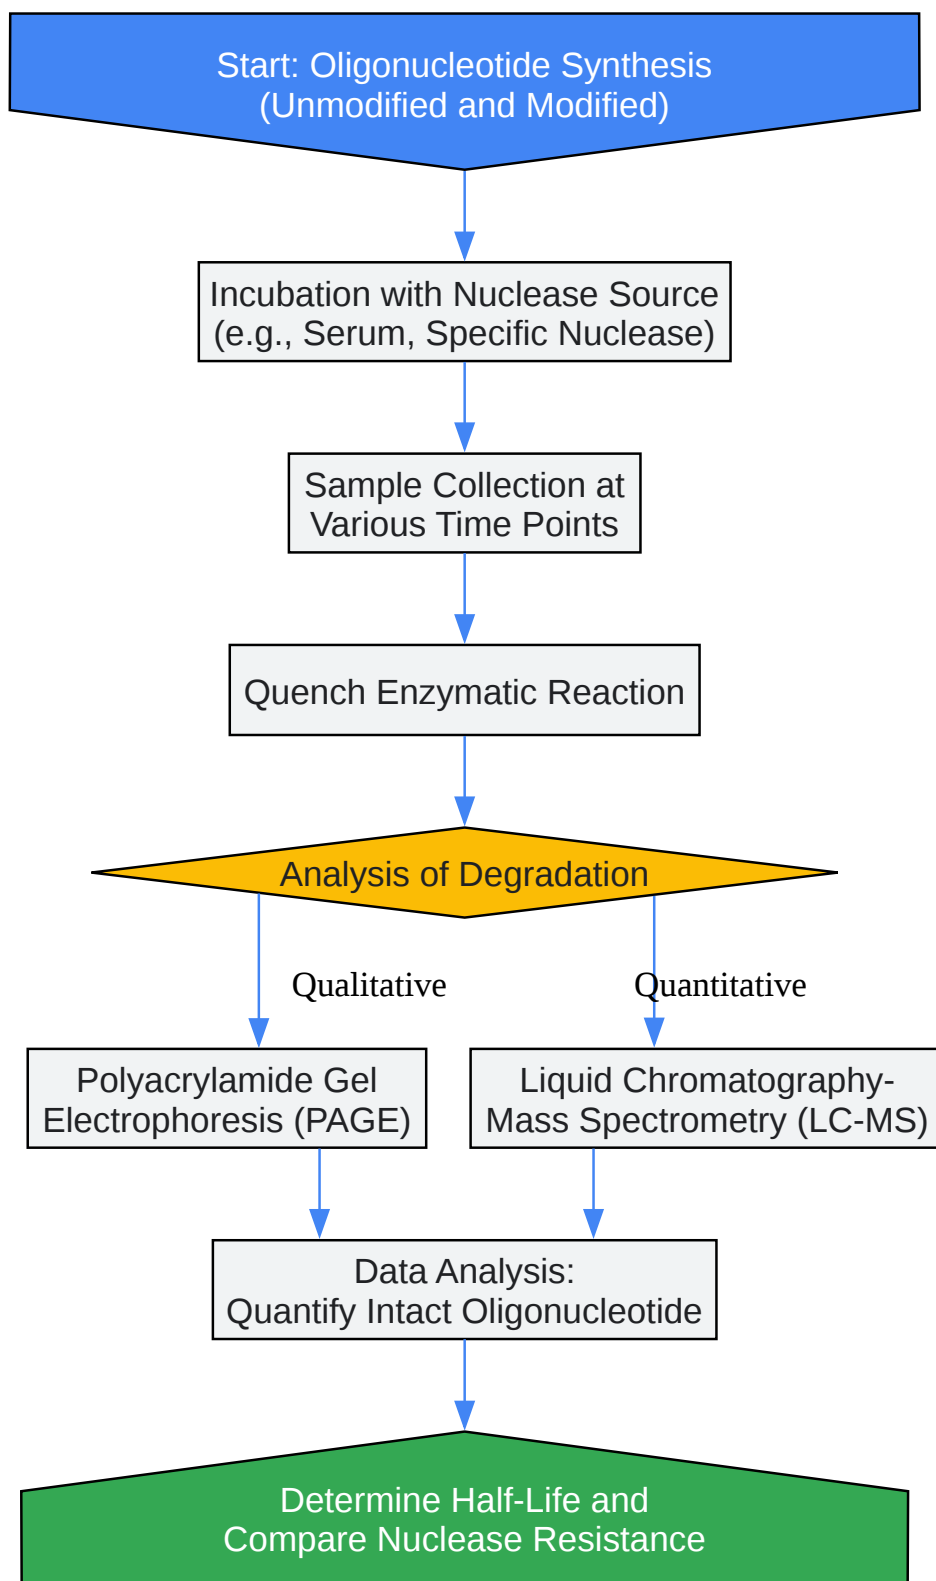 Start: Oligonucleotide Synthesis
(Unmodified and Modified)
Incubation with Nuclease Source
(e.g., Serum, Specific Nuclease)
Sample Collection at
Various Time Points
Quench Enzymatic Reaction
Analysis of Degradation
Qualitative
Quantitative
Polyacrylamide Gel
Electrophoresis (PAGE)
Liquid Chromatography-
Mass Spectrometry (LC-MS)
Data Analysis:
Quantify Intact Oligonucleotide
Determine Half-Life and
Compare Nuclease Resistance